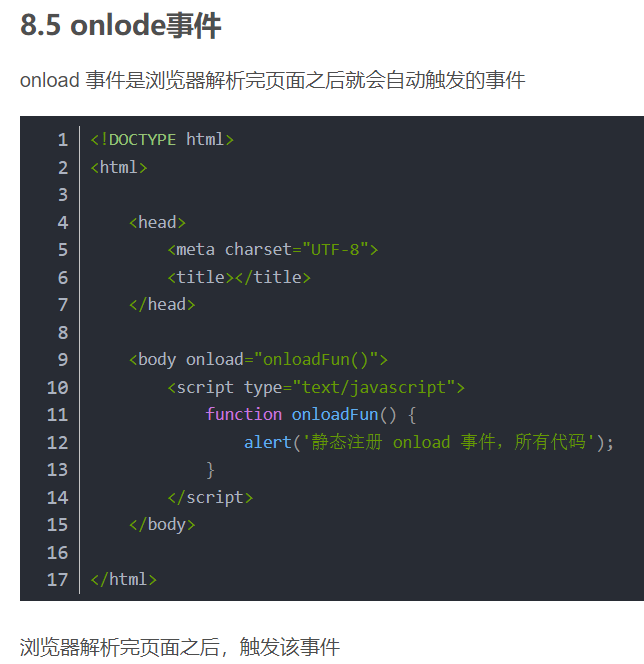 8.5 onlode事件
onload 事件是浏览器解析完页面之后就会自动触发的事件
1 <!DOCTYPE html>
2 <html>
3
4     <head>
5         <meta charset="UTF-8">
6         <title></title>
7     </head>
8
9     <body onload="onloadFun()">
10         <script type="text/javascript">
11             function onloadFun() {
12                 alert('静态注册 onload 事件，所有代码');
13             }
14         </script>
15     </body>
16
17 </html>
浏览器解析完页面之后，触发该事件